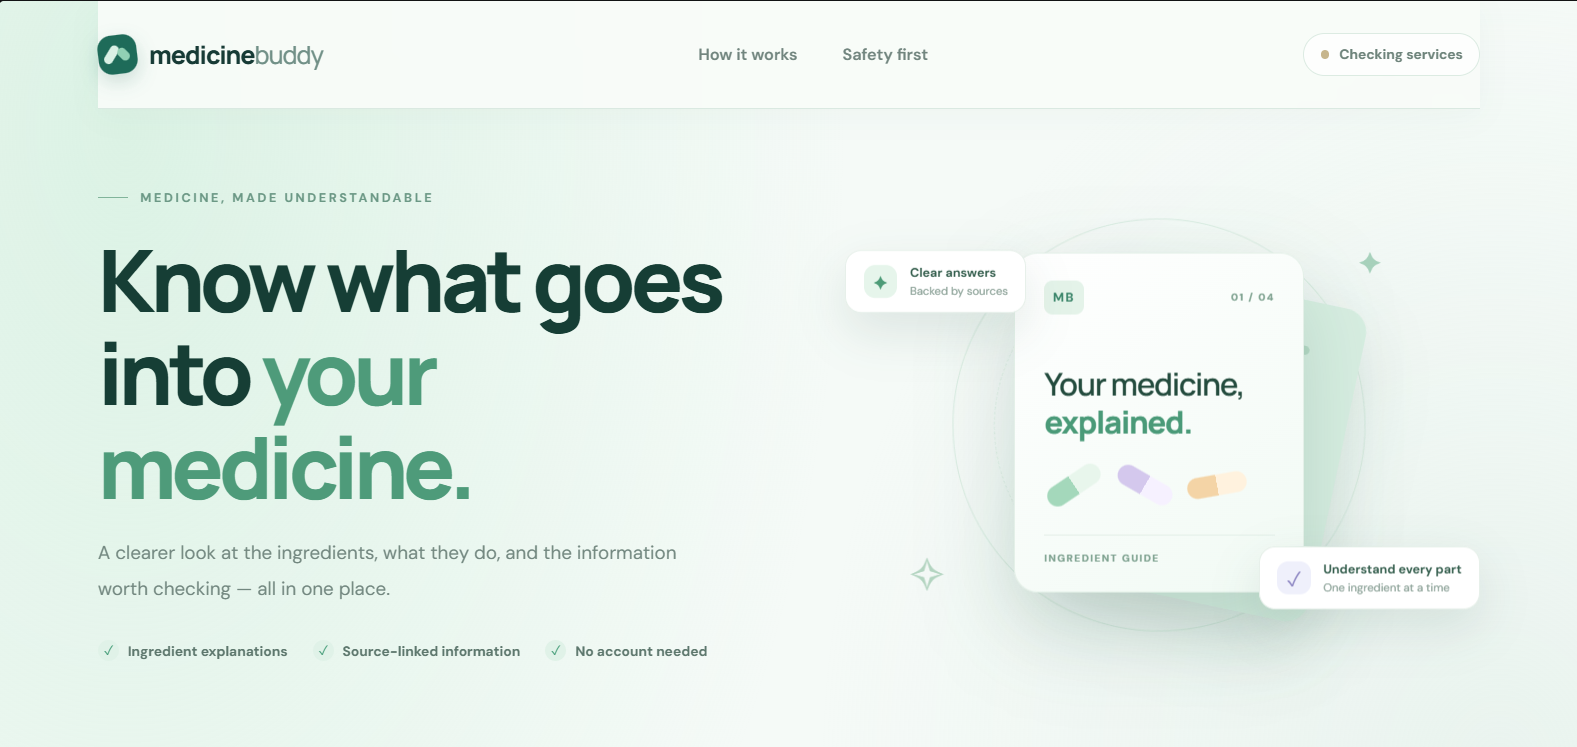 medicinebuddy
How it works
Safety first
Checking services
MEDICINE, MADE UNDERSTANDABLE
Know what goes
into your
medicine.
A clearer look at the ingredients, what they do, and the information
worth checking — all in one place.
✓ Ingredient explanations
✓ Source-linked information
✓ No account needed
Clear answers
Backed by sources
MB
01 / 04
Your medicine,
explained.
INGREDIENT GUIDE
✓
Understand every part
One ingredient at a time